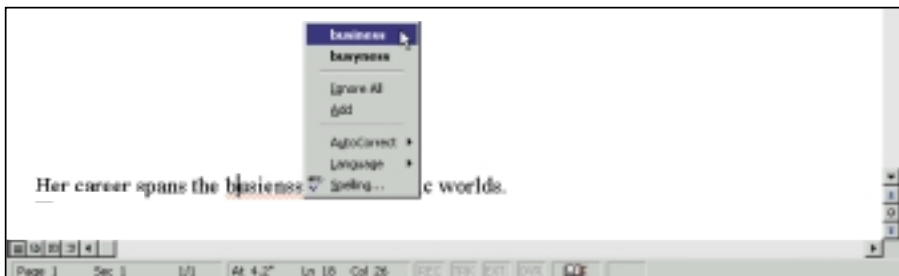 business
busyness
Ignore All
Add
AutoCorrect
Language
Spelling...
Her career spans the busienss c worlds.
Page 1 Sec 1 1/1 At 4.2" Ln 18 Col 26 REC TRK EXT OVR